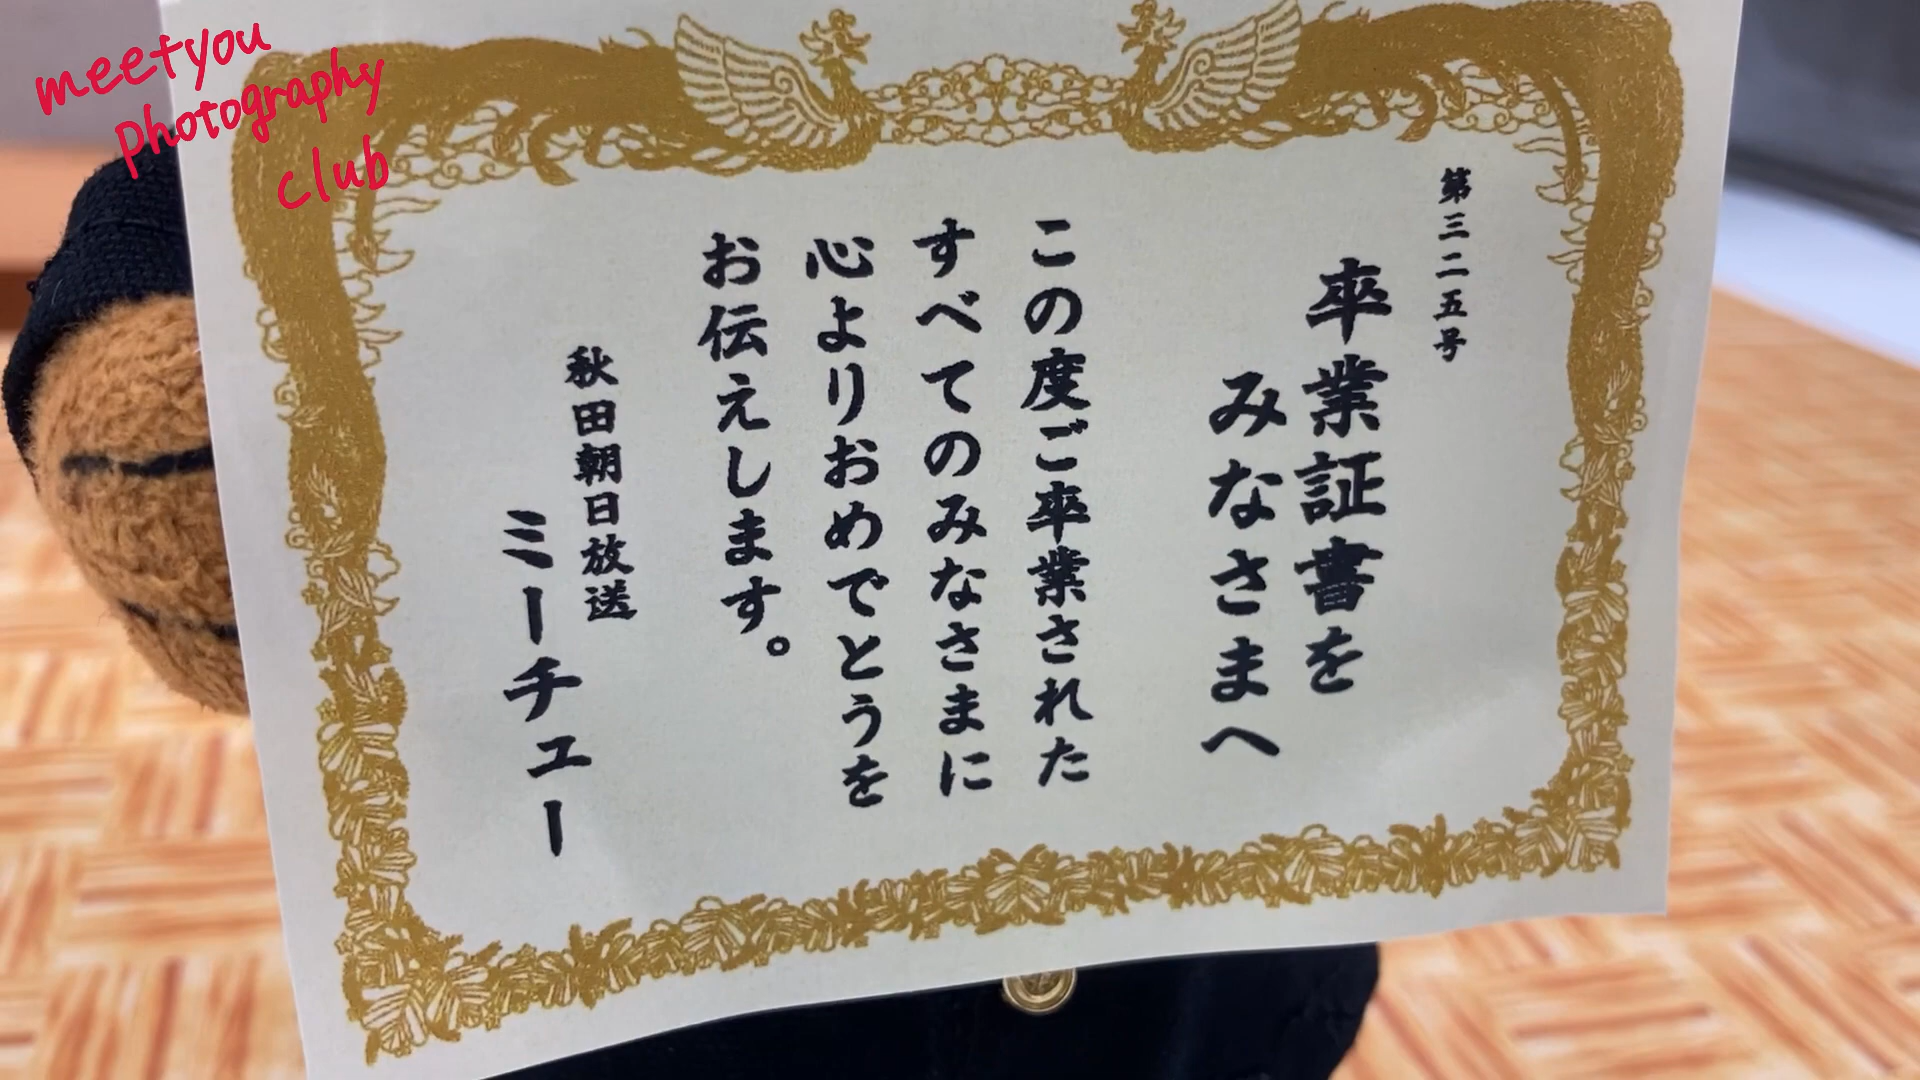 meetyou
photography
club
第三二五号
卒業証書を
みなさまへ
この度ご卒業された
すべてのみなさまに
心よりおめでとうを
お伝えします。
秋田朝日放送
ミーチュー